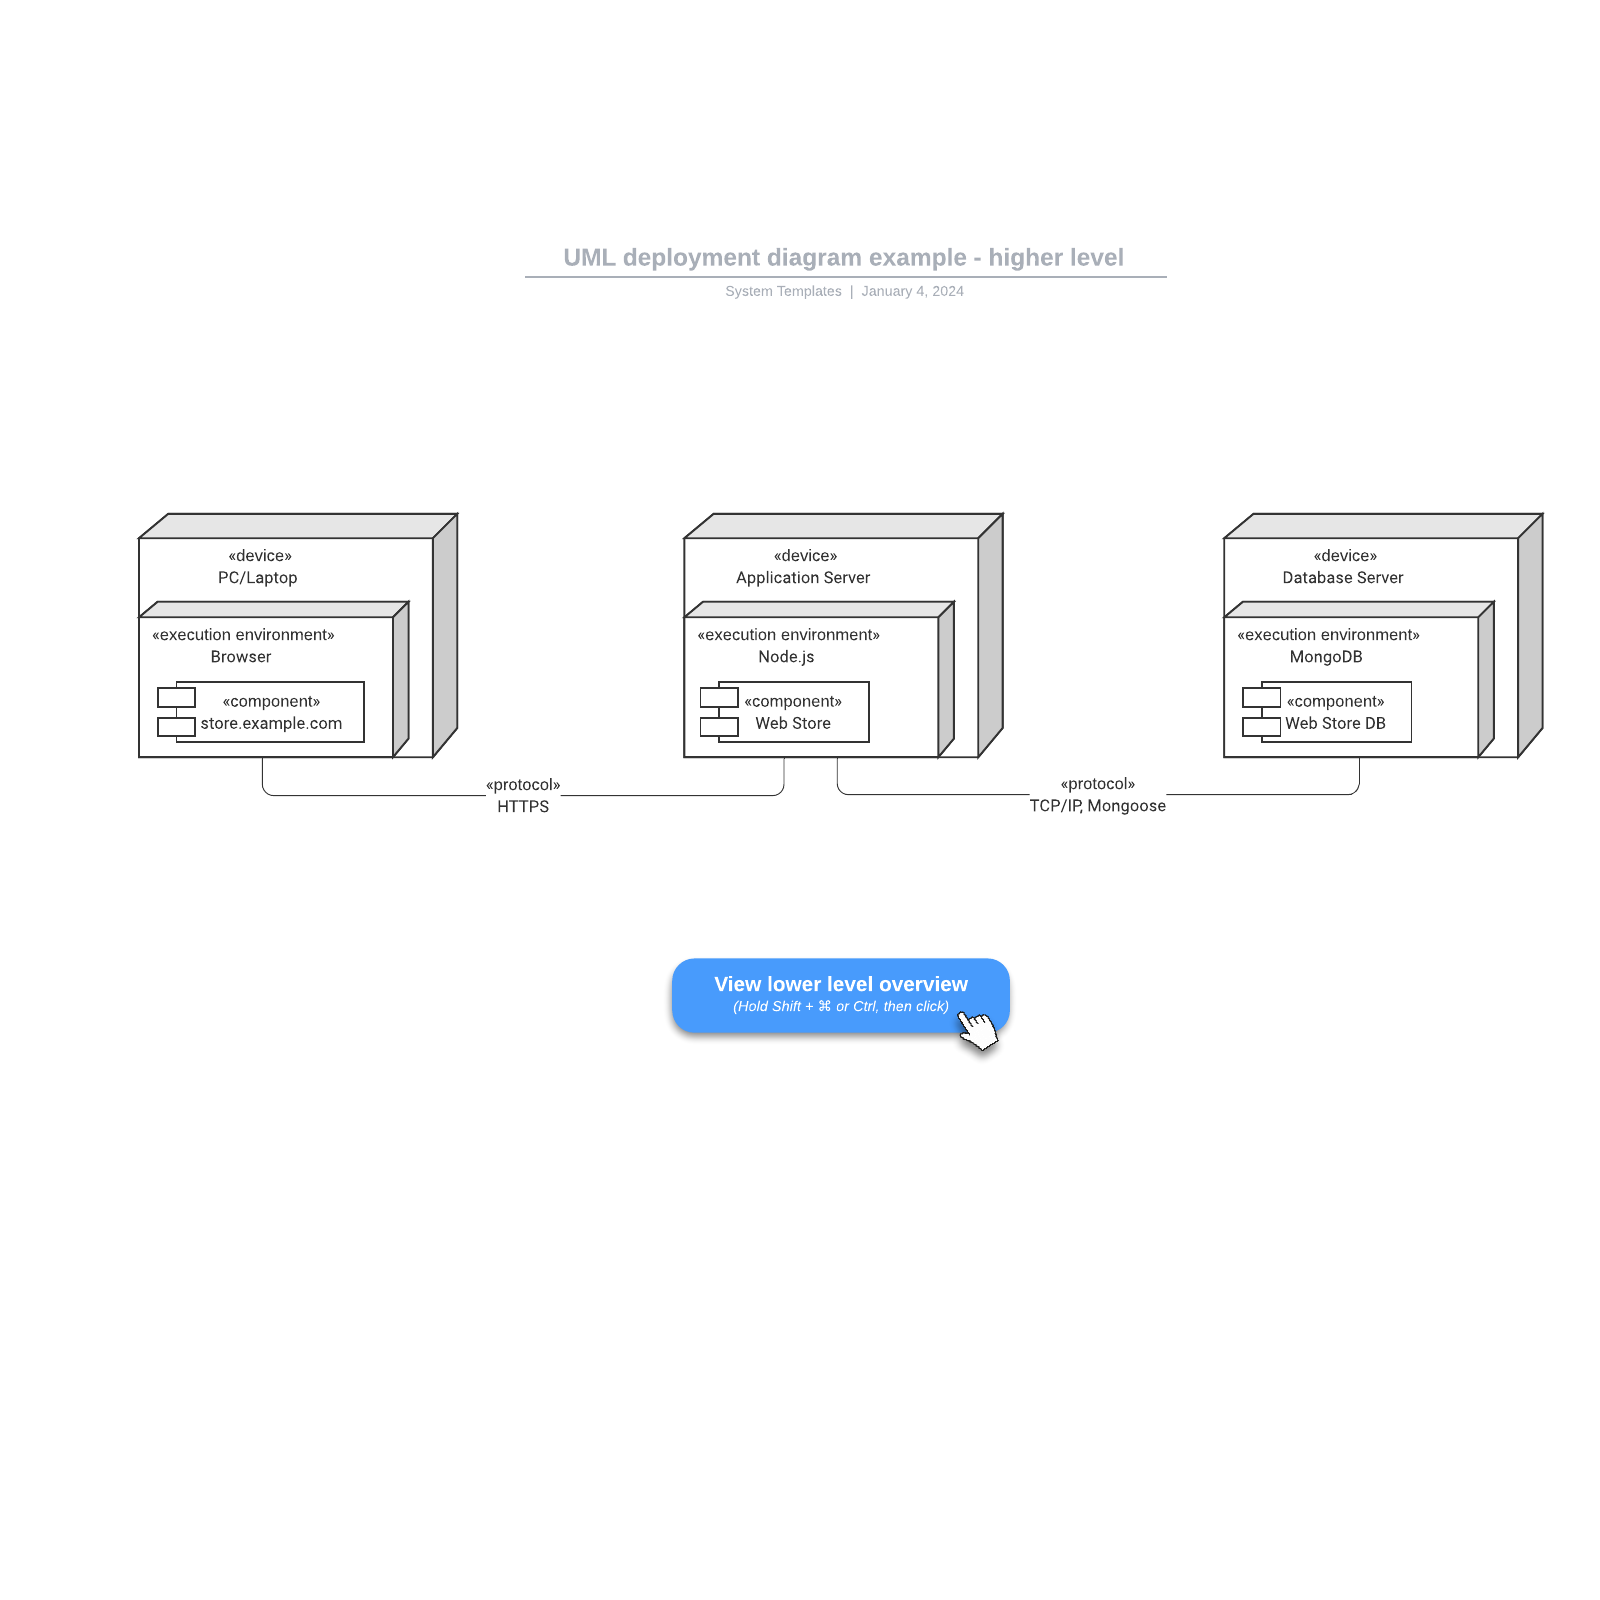 UML deployment diagram example - higher level
System Templates | January 4, 2024
«device»
PC/Laptop
«execution environment»
Browser
«component»
store.example.com
«device»
Application Server
«execution environment»
Node.js
«component»
Web Store
«device»
Database Server
«execution environment»
MongoDB
«component»
Web Store DB
«protocol»
HTTPS
«protocol»
TCP/IP, Mongoose
View lower level overview
(Hold Shift + ⌘ or Ctrl, then click)